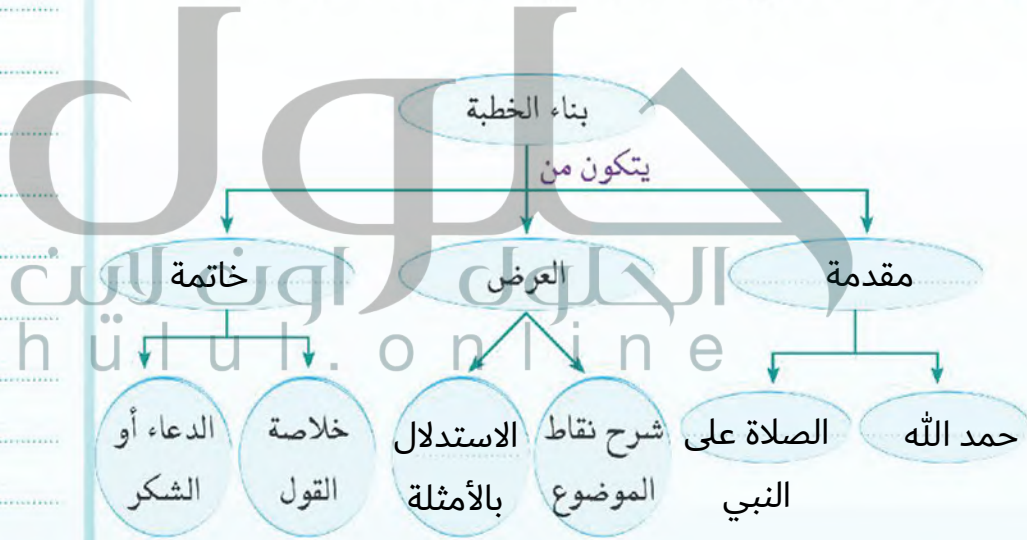 بناء الخطبة
يتكون من
مقدمة
العرض
خاتمة
حمد الله
الصلاة على
النبي
شرح نقاط
الموضوع
الاستدلال
بالأمثلة
خلاصة
القول
الدعاء أو
الشكر
حلول
الحلول اون لاين
hülul.online